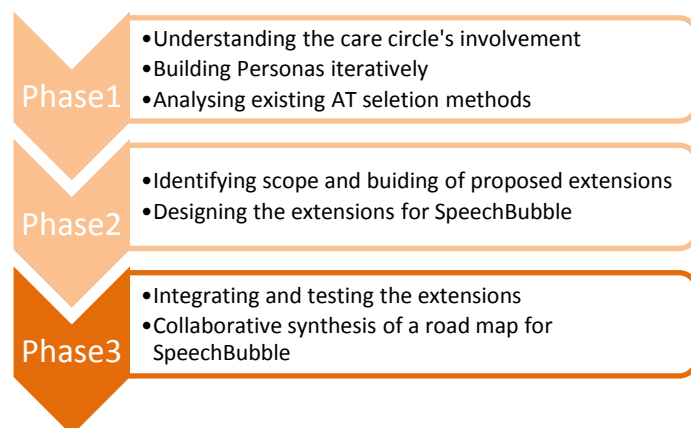 Phase1
•Understanding the care circle's involvement
•Building Personas iteratively
•Analysing existing AT seletion methods
Phase2
•Identifying scope and buiding of proposed extensions
•Designing the extensions for SpeechBubble
Phase3
•Integrating and testing the extensions
•Collaborative synthesis of a road map for
SpeechBubble